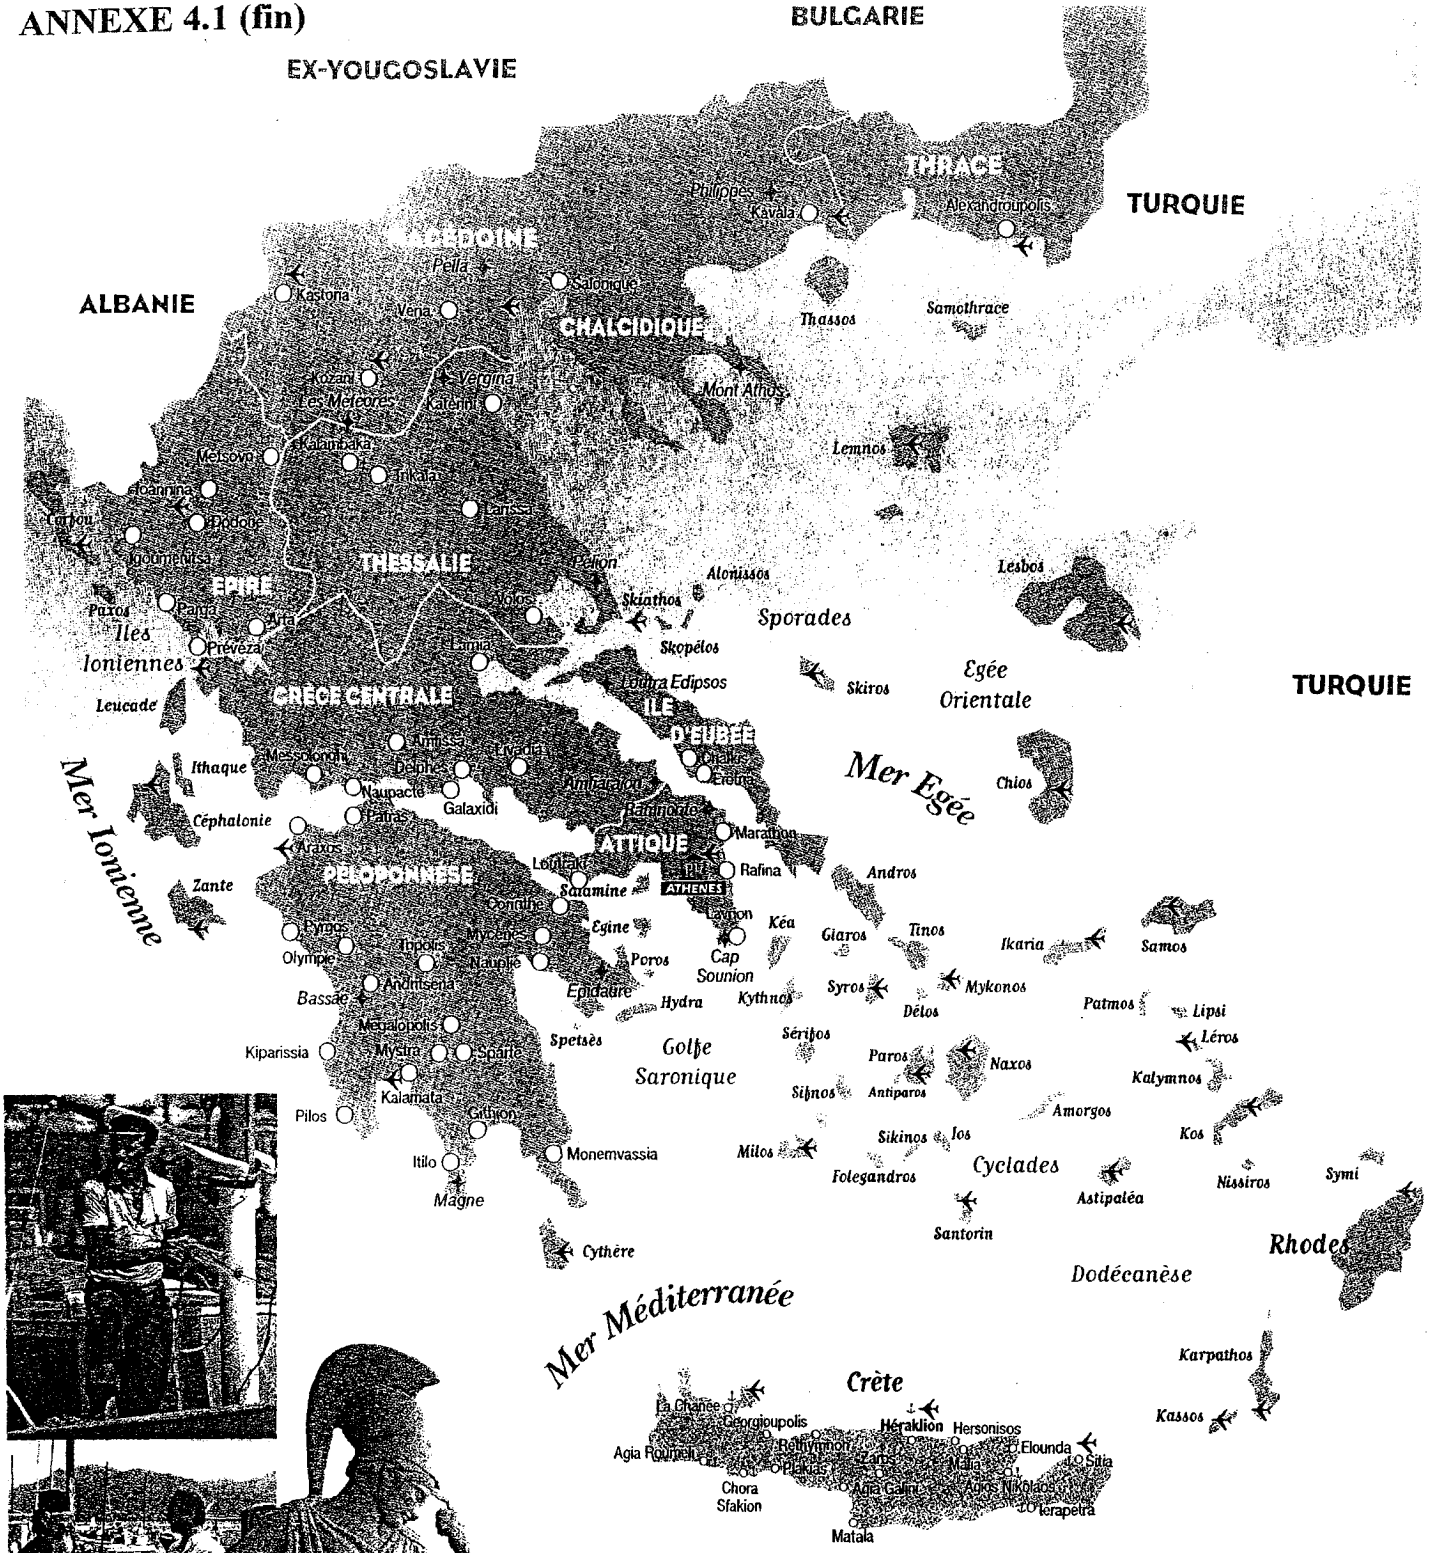 ANNEXE 4.1 (fin)
BULGARIE
EX-YOUGOSLAVIE
THRACE
Philippes
Kavala
Alexandroupolis
TURQUIE
MACEDOINE
Pella
Salonique
ALBANIE
Kastoria
Veria
CHALCIDIQUE
Thassos
Samothrace
Kozani
Vergina
Les Météores
Katerini
Mont Athos
Kalambaka
Metsovo
Trikala
Lemnos
Ioannina
Larissa
Corfou
Dodone
Igoumenitsa
THESSALIE
Pélion
Lesbos
EPIRE
Alonissos
Paxos
Parga
Volos
Skiathos
Sporades
Arta
Iles
Ioniennes
Préveza
Lamia
Skopélos
Egée
Orientale
Loutra Edipsos
Skiros
TURQUIE
GRÈCE CENTRALE
Leucade
ILE
D'EUBÉE
Amfissa
Livadia
Messolonghi
Ithaque
Delphes
Chalkis
Eretria
Mer Egée
Chios
Amfiaraion
Naupacte
Galaxidi
Mer Ionienne
Céphalonie
Patras
Ramnonte
Marathon
Araxos
ATTIQUE
Loutraki
Rafina
PÉLOPONNÈSE
Andros
Zante
Salamine
ATHENES
Corinthe
Lavrion
Kéa
Pyrgos
Egine
Giaros
Tinos
Ikaria
Samos
Olympie
Tripolis
Mycènes
Nauplie
Poros
Cap
Sounion
Andritsena
Bassae
Epidaure
Hydra
Kythnos
Syros
Mykonos
Délos
Patmos
Lipsi
Mégalopolis
Spetsès
Sérifos
Léros
Kiparissia
Mystra
Sparte
Golfe
Saronique
Paros
Naxos
Kalymnos
Kalamata
Sifnos
Antiparos
Pilos
Githion
Amorgos
Kos
Itilo
Monemvassia
Milos
Sikinos
Ios
Folegandros
Cyclades
Astipaléa
Nissiros
Symi
Magne
Santorin
Cythère
Rhodes
Dodécanèse
Mer Méditerranée
Karpathos
Crète
Kassos
La Chanée
Georgioupolis
Héraklion
Hersonisos
Agia Roumeli
Réthymnon
Zaros
Malia
Elounda
Sitia
Plakias
Chora
Sfakion
Agia Galini
Agios Nikolaos
Ierapetra
Matala